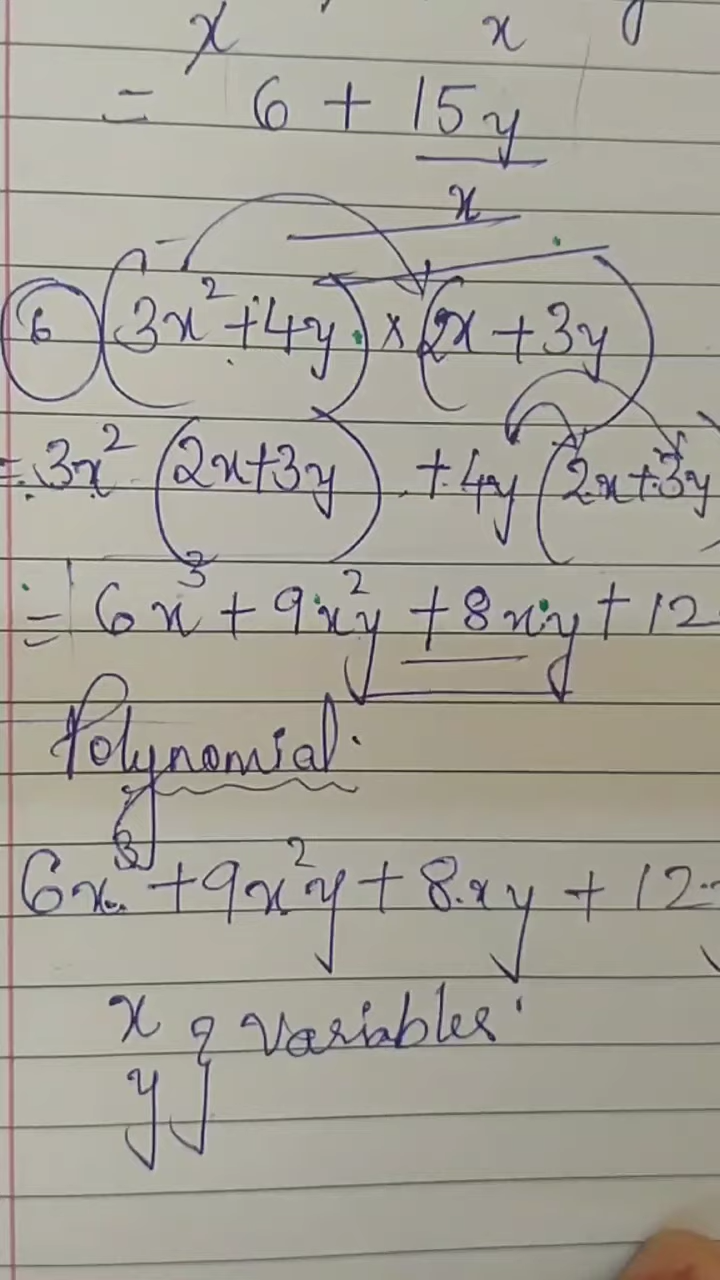 x x y
= 6 + 15y
x
6 (3x² + 4y) × (2x + 3y)
= 3x² (2x+3y) + 4y (2x+3y
= 6x³ + 9x²y + 8xy + 12
Polynomial.
6x³ + 9x²y + 8xy + 12
x } variables.
y